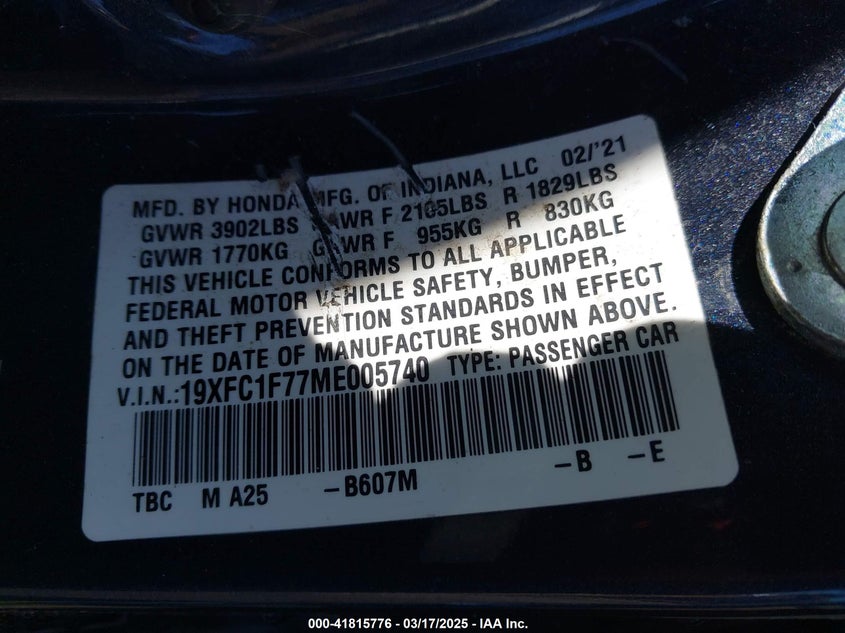 MFD. BY HONDA MFG. OF INDIANA, LLC 02/'21
GVWR 3902LBS GAWR F 2105LBS R 1829LBS
GVWR 1770KG GAWR F 955KG R 830KG
THIS VEHICLE CONFORMS TO ALL APPLICABLE
FEDERAL MOTOR VEHICLE SAFETY, BUMPER,
AND THEFT PREVENTION STANDARDS IN EFFECT
ON THE DATE OF MANUFACTURE SHOWN ABOVE.
V.I.N.:19XFC1F77ME005740 TYPE: PASSENGER CAR
TBC M A25 -B607M -B -E
000-41815776 - 03/17/2025 - IAA Inc.